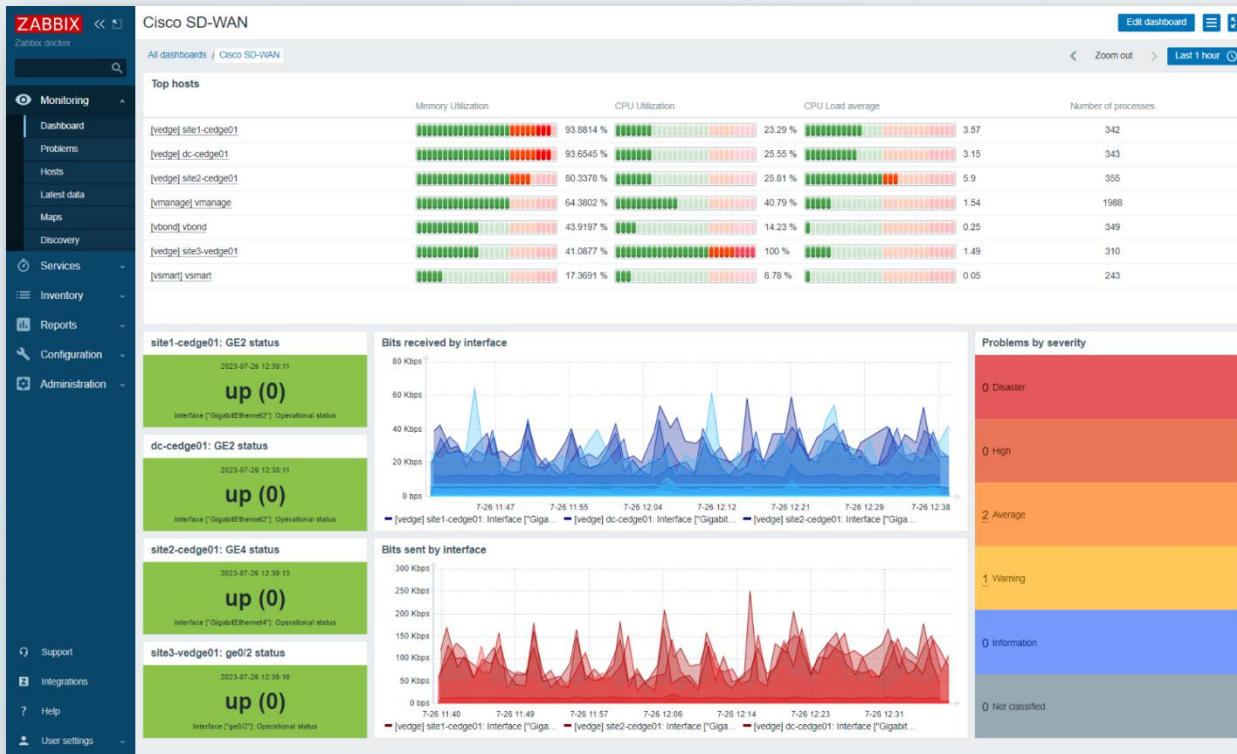 ZABBIX
Zabbix docker
Cisco SD-WAN
Edit dashboard
All dashboards / Cisco SD-WAN
Zoom out
Last 1 hour
Monitoring
Dashboard
Problems
Hosts
Latest data
Maps
Discovery
Services
Inventory
Reports
Configuration
Administration
Support
Integrations
Help
User settings
Top hosts
Memory Utilization CPU Utilization CPU Load average Number of processes
[vedge] site1-cedge01 93.8814 % 23.29 % 3.57 342
[vedge] dc-cedge01 93.6545 % 25.55 % 3.15 343
[vedge] site2-cedge01 80.3378 % 25.81 % 5.9 355
[vmanage] vmanage 64.3802 % 40.79 % 1.54 1988
[vbond] vbond 43.9197 % 14.23 % 0.25 349
[vedge] site3-vedge01 41.0877 % 100 % 1.49 310
[vsmart] vsmart 17.3691 % 8.78 % 0.05 243
site1-cedge01: GE2 status
2023-07-26 12:39:11
up (0)
Interface ["GigabitEthernet2"]: Operational status
dc-cedge01: GE2 status
2023-07-26 12:38:11
up (0)
Interface ["GigabitEthernet2"]: Operational status
site2-cedge01: GE4 status
2023-07-26 12:39:13
up (0)
Interface ["GigabitEthernet4"]: Operational status
site3-vedge01: ge0/2 status
2023-07-26 12:39:10
up (0)
Interface ["ge0/2"]: Operational status
Bits received by interface
80 Kbps
60 Kbps
40 Kbps
20 Kbps
0 bps
7-26 11:47 7-26 11:55 7-26 12:04 7-26 12:12 7-26 12:21 7-26 12:29 7-26 12:38
[vedge] site1-cedge01: Interface ["Giga... [vedge] dc-cedge01: Interface ["Gigabit... [vedge] site2-cedge01: Interface ["Giga...
Bits sent by interface
300 Kbps
250 Kbps
200 Kbps
150 Kbps
100 Kbps
50 Kbps
0 bps
7-26 11:40 7-26 11:49 7-26 11:57 7-26 12:06 7-26 12:14 7-26 12:23 7-26 12:31
[vedge] site1-cedge01: Interface ["Giga... [vedge] site2-cedge01: Interface ["Giga... [vedge] dc-cedge01: Interface ["Gigabit...
Problems by severity
0 Disaster
0 High
2 Average
1 Warning
0 Information
0 Not classified